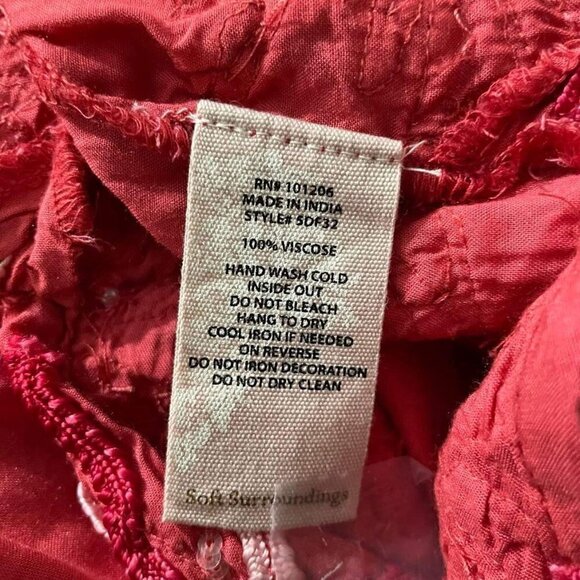 RN# 101206
MADE IN INDIA
STYLE# 5DF32
100% VISCOSE
HAND WASH COLD
INSIDE OUT
DO NOT BLEACH
HANG TO DRY
COOL IRON IF NEEDED
ON REVERSE
DO NOT IRON DECORATION
DO NOT DRY CLEAN
Soft Surroundings